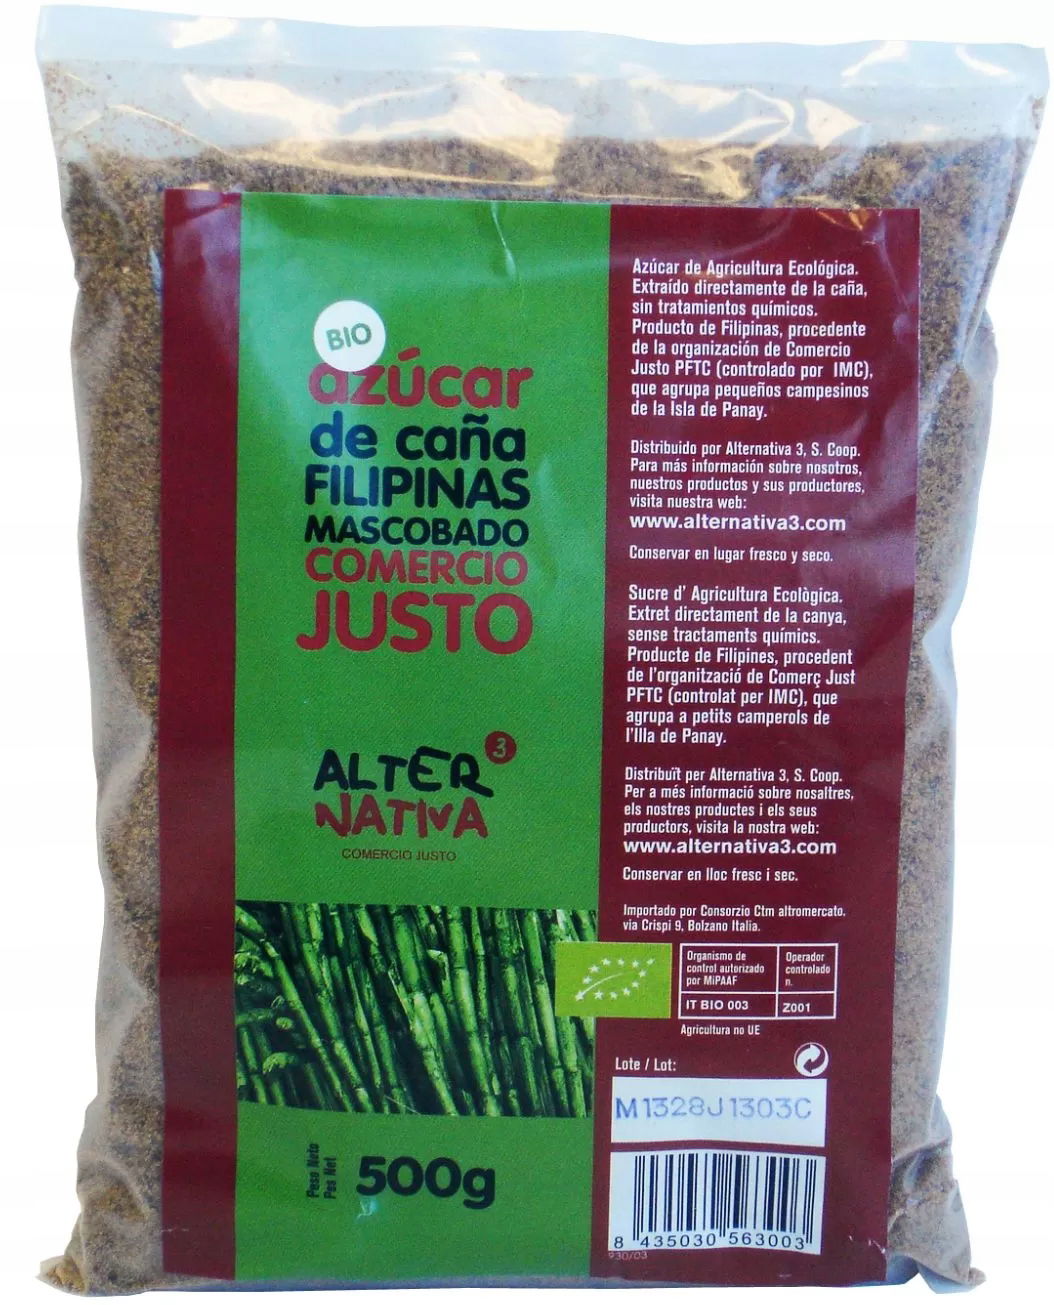 BIO
azúcar
de caña
FILIPINAS
MASCOBADO
COMERCIO
JUSTO
ALTER 3
NATIVA
COMERCIO JUSTO
Peso Neto
Pes Net
500g
Azúcar de Agricultura Ecológica.
Extraído directamente de la caña,
sin tratamientos químicos.
Producto de Filipinas, procedente
de la organización de Comercio
Justo PFTC (controlado por IMC),
que agrupa pequeños campesinos
de la Isla de Panay.
Distribuido por Alternativa 3, S. Coop.
Para más información sobre nosotros,
nuestros productos y sus productores,
visita nuestra web:
www.alternativa3.com
Conservar en lugar fresco y seco.
Sucre d' Agricultura Ecològica.
Extret directament de la canya,
sense tractaments químics.
Producte de Filipines, procedent
de l'organització de Comerç Just
PFTC (controlat per IMC), que
agrupa a petits camperols de
l'Illa de Panay.
Distribuït per Alternativa 3, S. Coop.
Per a més informació sobre nosaltres,
els nostres productes i els seus
productors, visita la nostra web:
www.alternativa3.com
Conservar en lloc fresc i sec.
Importado por Consorzio Ctm altromercato.
via Crispi 9, Bolzano Italia.
Organismo de
control autorizado
por MiPAAF
Operador
controlado
n.
IT BIO 003
Z001
Agricultura no UE
Lote / Lot:
M1328J1303C
8 435030 563003
930/03